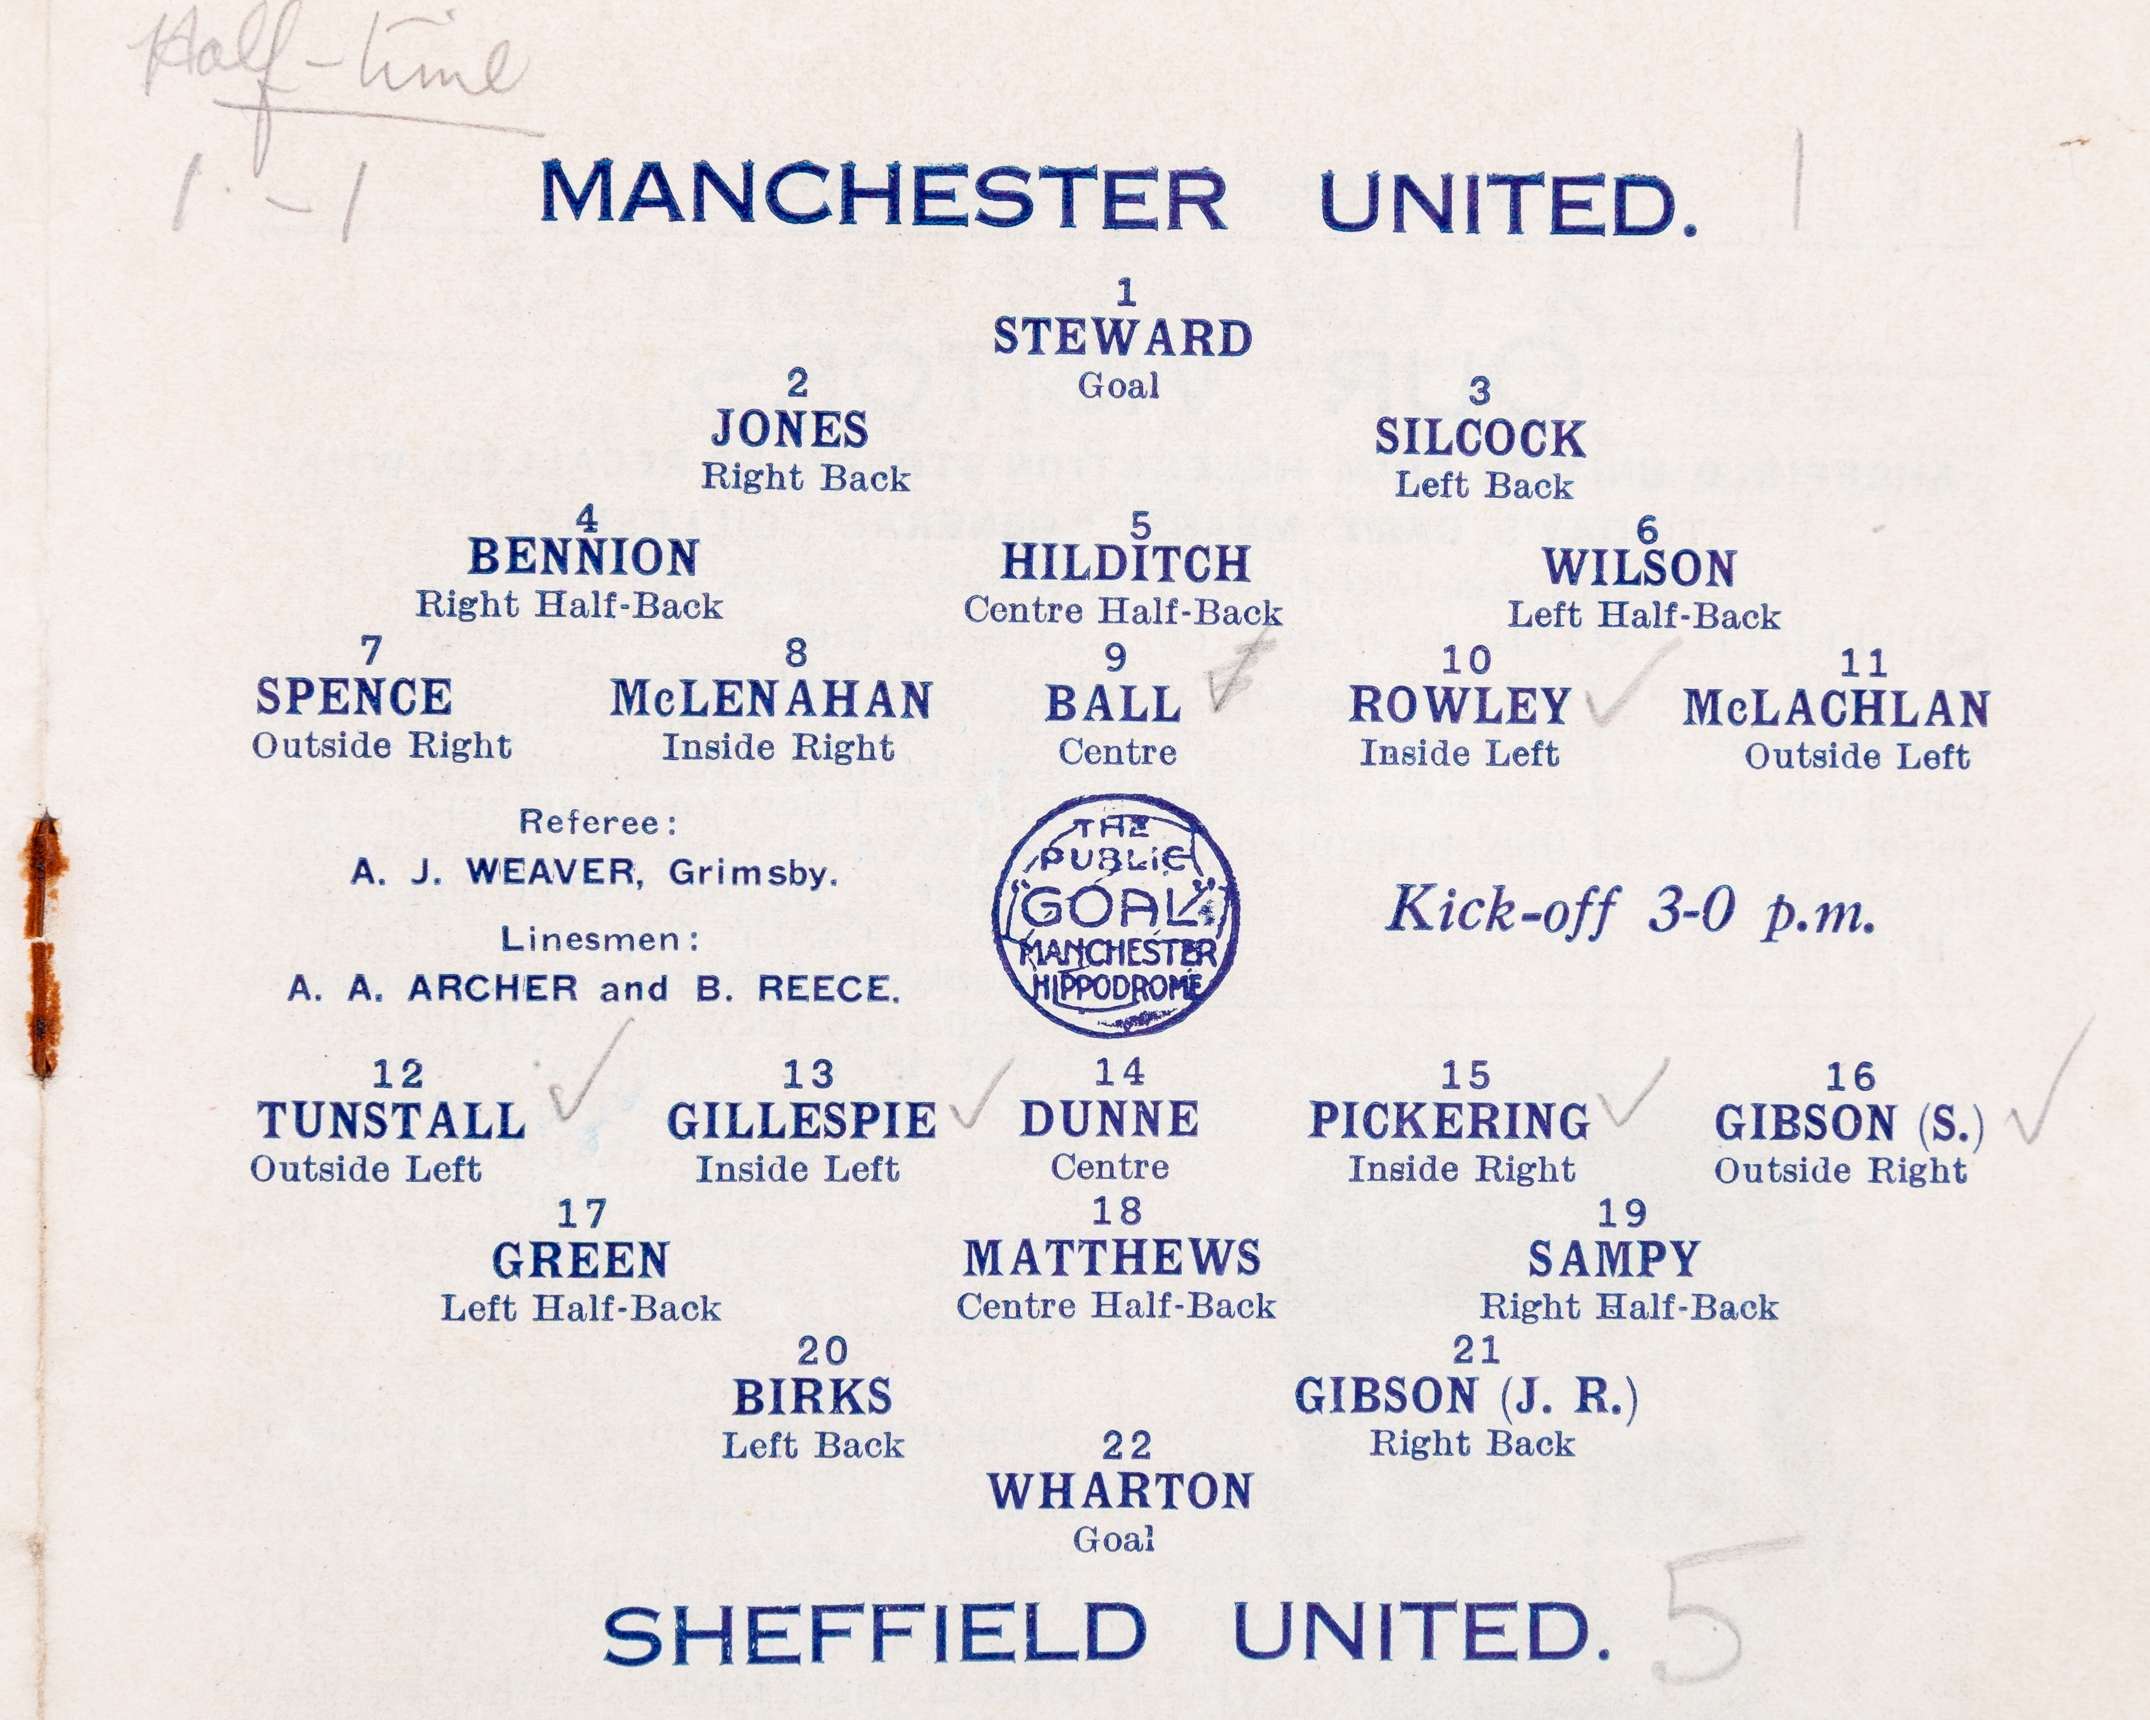 Half-time
1 - 1
MANCHESTER UNITED. 1
1
STEWARD
Goal
2
JONES
Right Back
3
SILCOCK
Left Back
4
BENNION
Right Half-Back
5
HILDITCH
Centre Half-Back
6
WILSON
Left Half-Back
7
SPENCE
Outside Right
8
McLENAHAN
Inside Right
9
BALL
Centre
10
ROWLEY
Inside Left
11
McLACHLAN
Outside Left
Referee:
A. J. WEAVER, Grimsby.
Linesmen:
A. A. ARCHER and B. REECE.
THE
PUBLIC
"GOAL"
MANCHESTER
HIPPODROME
Kick-off 3-0 p.m.
12
TUNSTALL
Outside Left
13
GILLESPIE
Inside Left
14
DUNNE
Centre
15
PICKERING
Inside Right
16
GIBSON (S.)
Outside Right
17
GREEN
Left Half-Back
18
MATTHEWS
Centre Half-Back
19
SAMPY
Right Half-Back
20
BIRKS
Left Back
21
GIBSON (J. R.)
Right Back
22
WHARTON
Goal
SHEFFIELD UNITED. 5